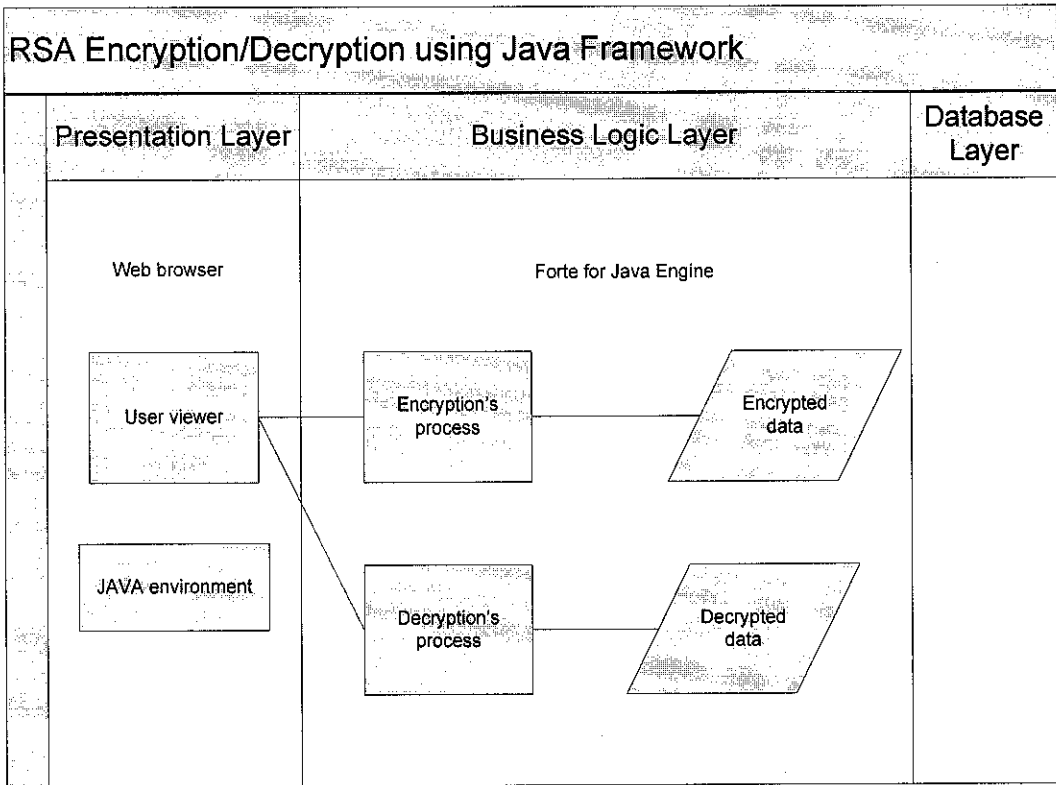 RSA Encryption/Decryption using Java Framework
Presentation Layer
Business Logic Layer
Database
Layer
Web browser
Forte for Java Engine
User viewer
Encryption's
process
Encrypted
data
JAVA environment
Decryption's
process
Decrypted
data